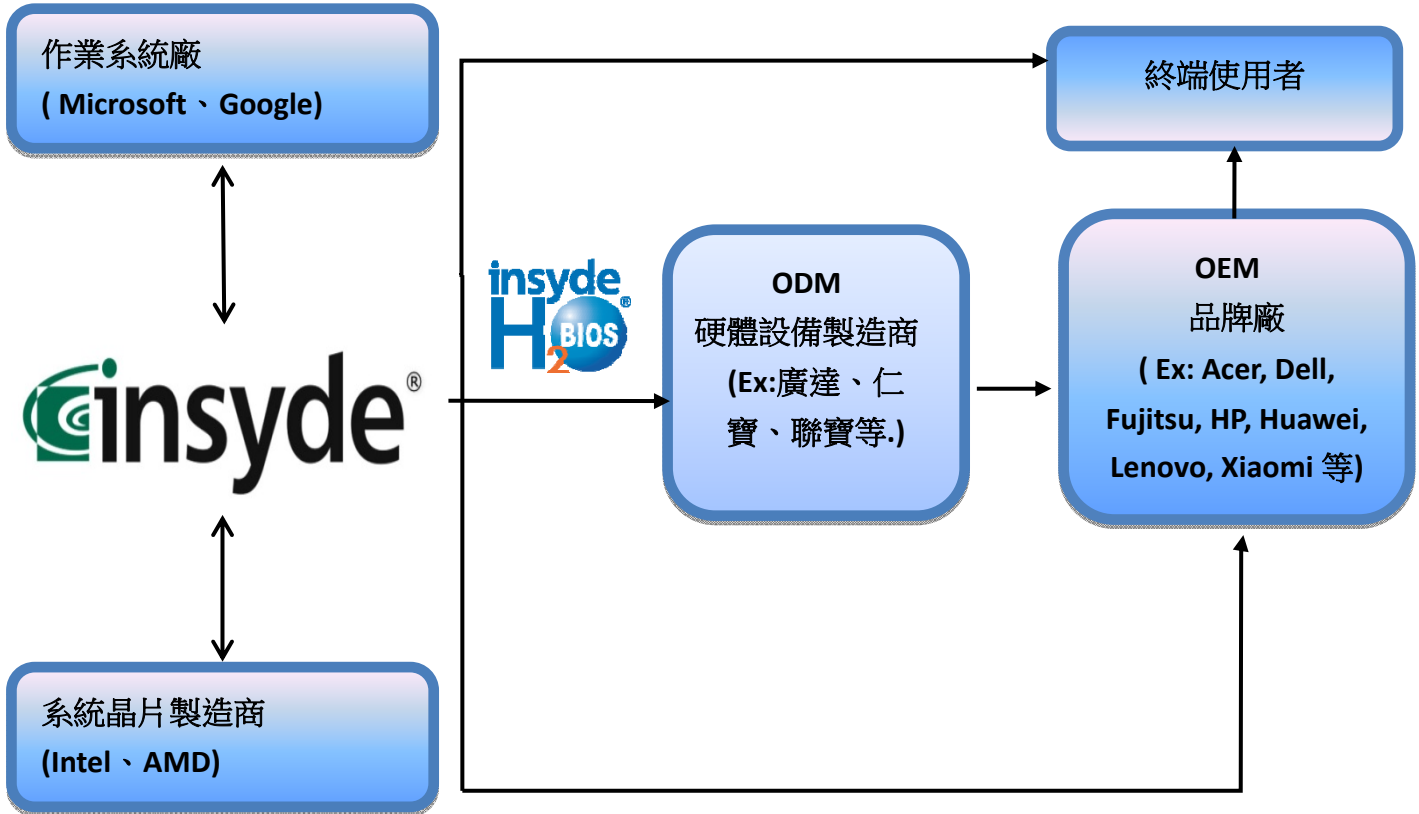 作業系統廠
( Microsoft、Google)
終端使用者
insyde®
H2BIOS
ODM
硬體設備製造商
(Ex:廣達、仁
寶、聯寶等.)
OEM
品牌廠
( Ex: Acer, Dell,
Fujitsu, HP, Huawei,
Lenovo, Xiaomi 等)
insyde®
系統晶片製造商
(Intel、AMD)